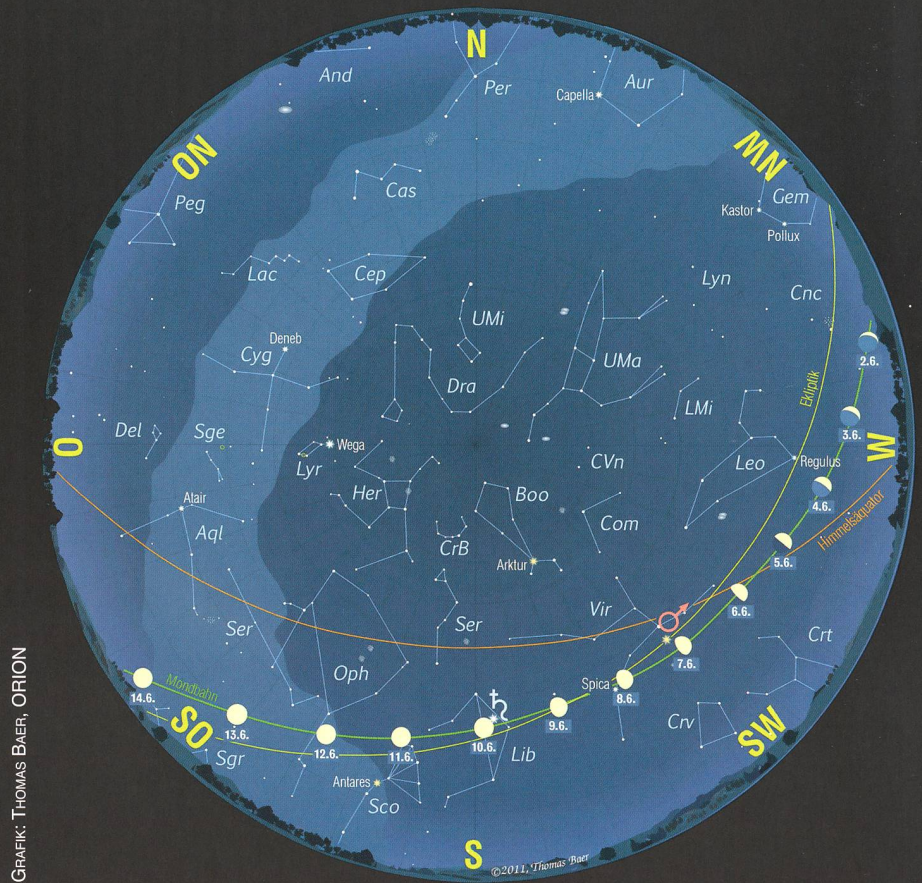 N
And
Per
Aur
Capella
NO
NW
Cas
Gem
Kastor
Pollux
Peg
Lac
Cep
Lyn
Cnc
UMi
2.6.
Deneb
Cyg
UMa
Dra
Ekliptik
LMi
3.6.
Del
Sge
O
Wega
Lyr
W
CVn
Leo
Regulus
Her
Boo
4.6.
Atair
Aql
Com
Himmelsäquator
CrB
Arktur
5.6.
6.6.
Vir
♂
Ser
Ser
Crt
7.6.
Oph
Spica
8.6.
Mondbahn
14.6.
♄
9.6.
Crv
13.6.
SO
SW
12.6.
11.6.
10.6.
Lib
Sgr
Antares
Sco
S
©2011, Thomas Baer
GRAFIK: THOMAS BAER, ORION